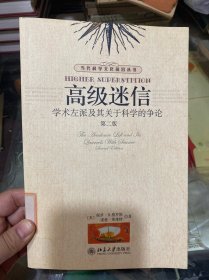 当代科学文化前沿丛书
HIGHER SUPERSTITION
高级迷信
学术左派及其关于科学的争论
第二版
The Academic Left and Its
Quarrels With Science
Second Edition
北京大学出版社